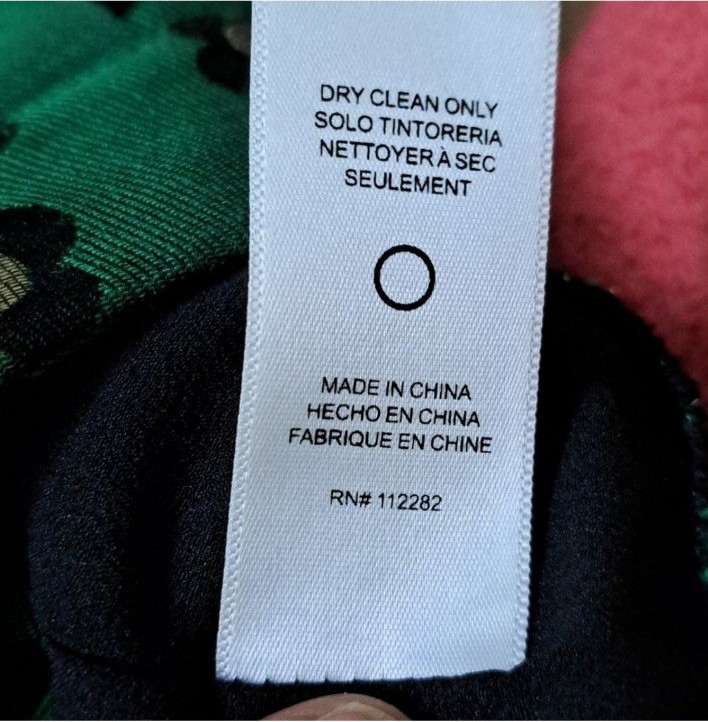 DRY CLEAN ONLY
SOLO TINTORERIA
NETTOYER À SEC
SEULEMENT
MADE IN CHINA
HECHO EN CHINA
FABRIQUE EN CHINE
RN# 112282